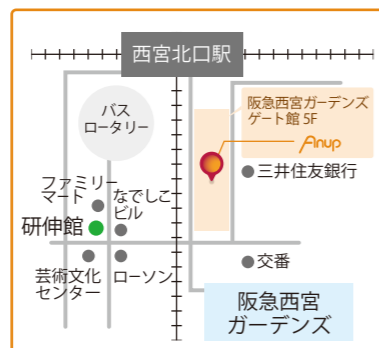 西宮北口駅
バス
ロータリー
阪急西宮ガーデンズ
ゲート館 5F
Anup
三井住友銀行
ファミリー
マート
なでしこ
ビル
研伸館
芸術文化
センター
ローソン
交番
阪急西宮
ガーデンズ